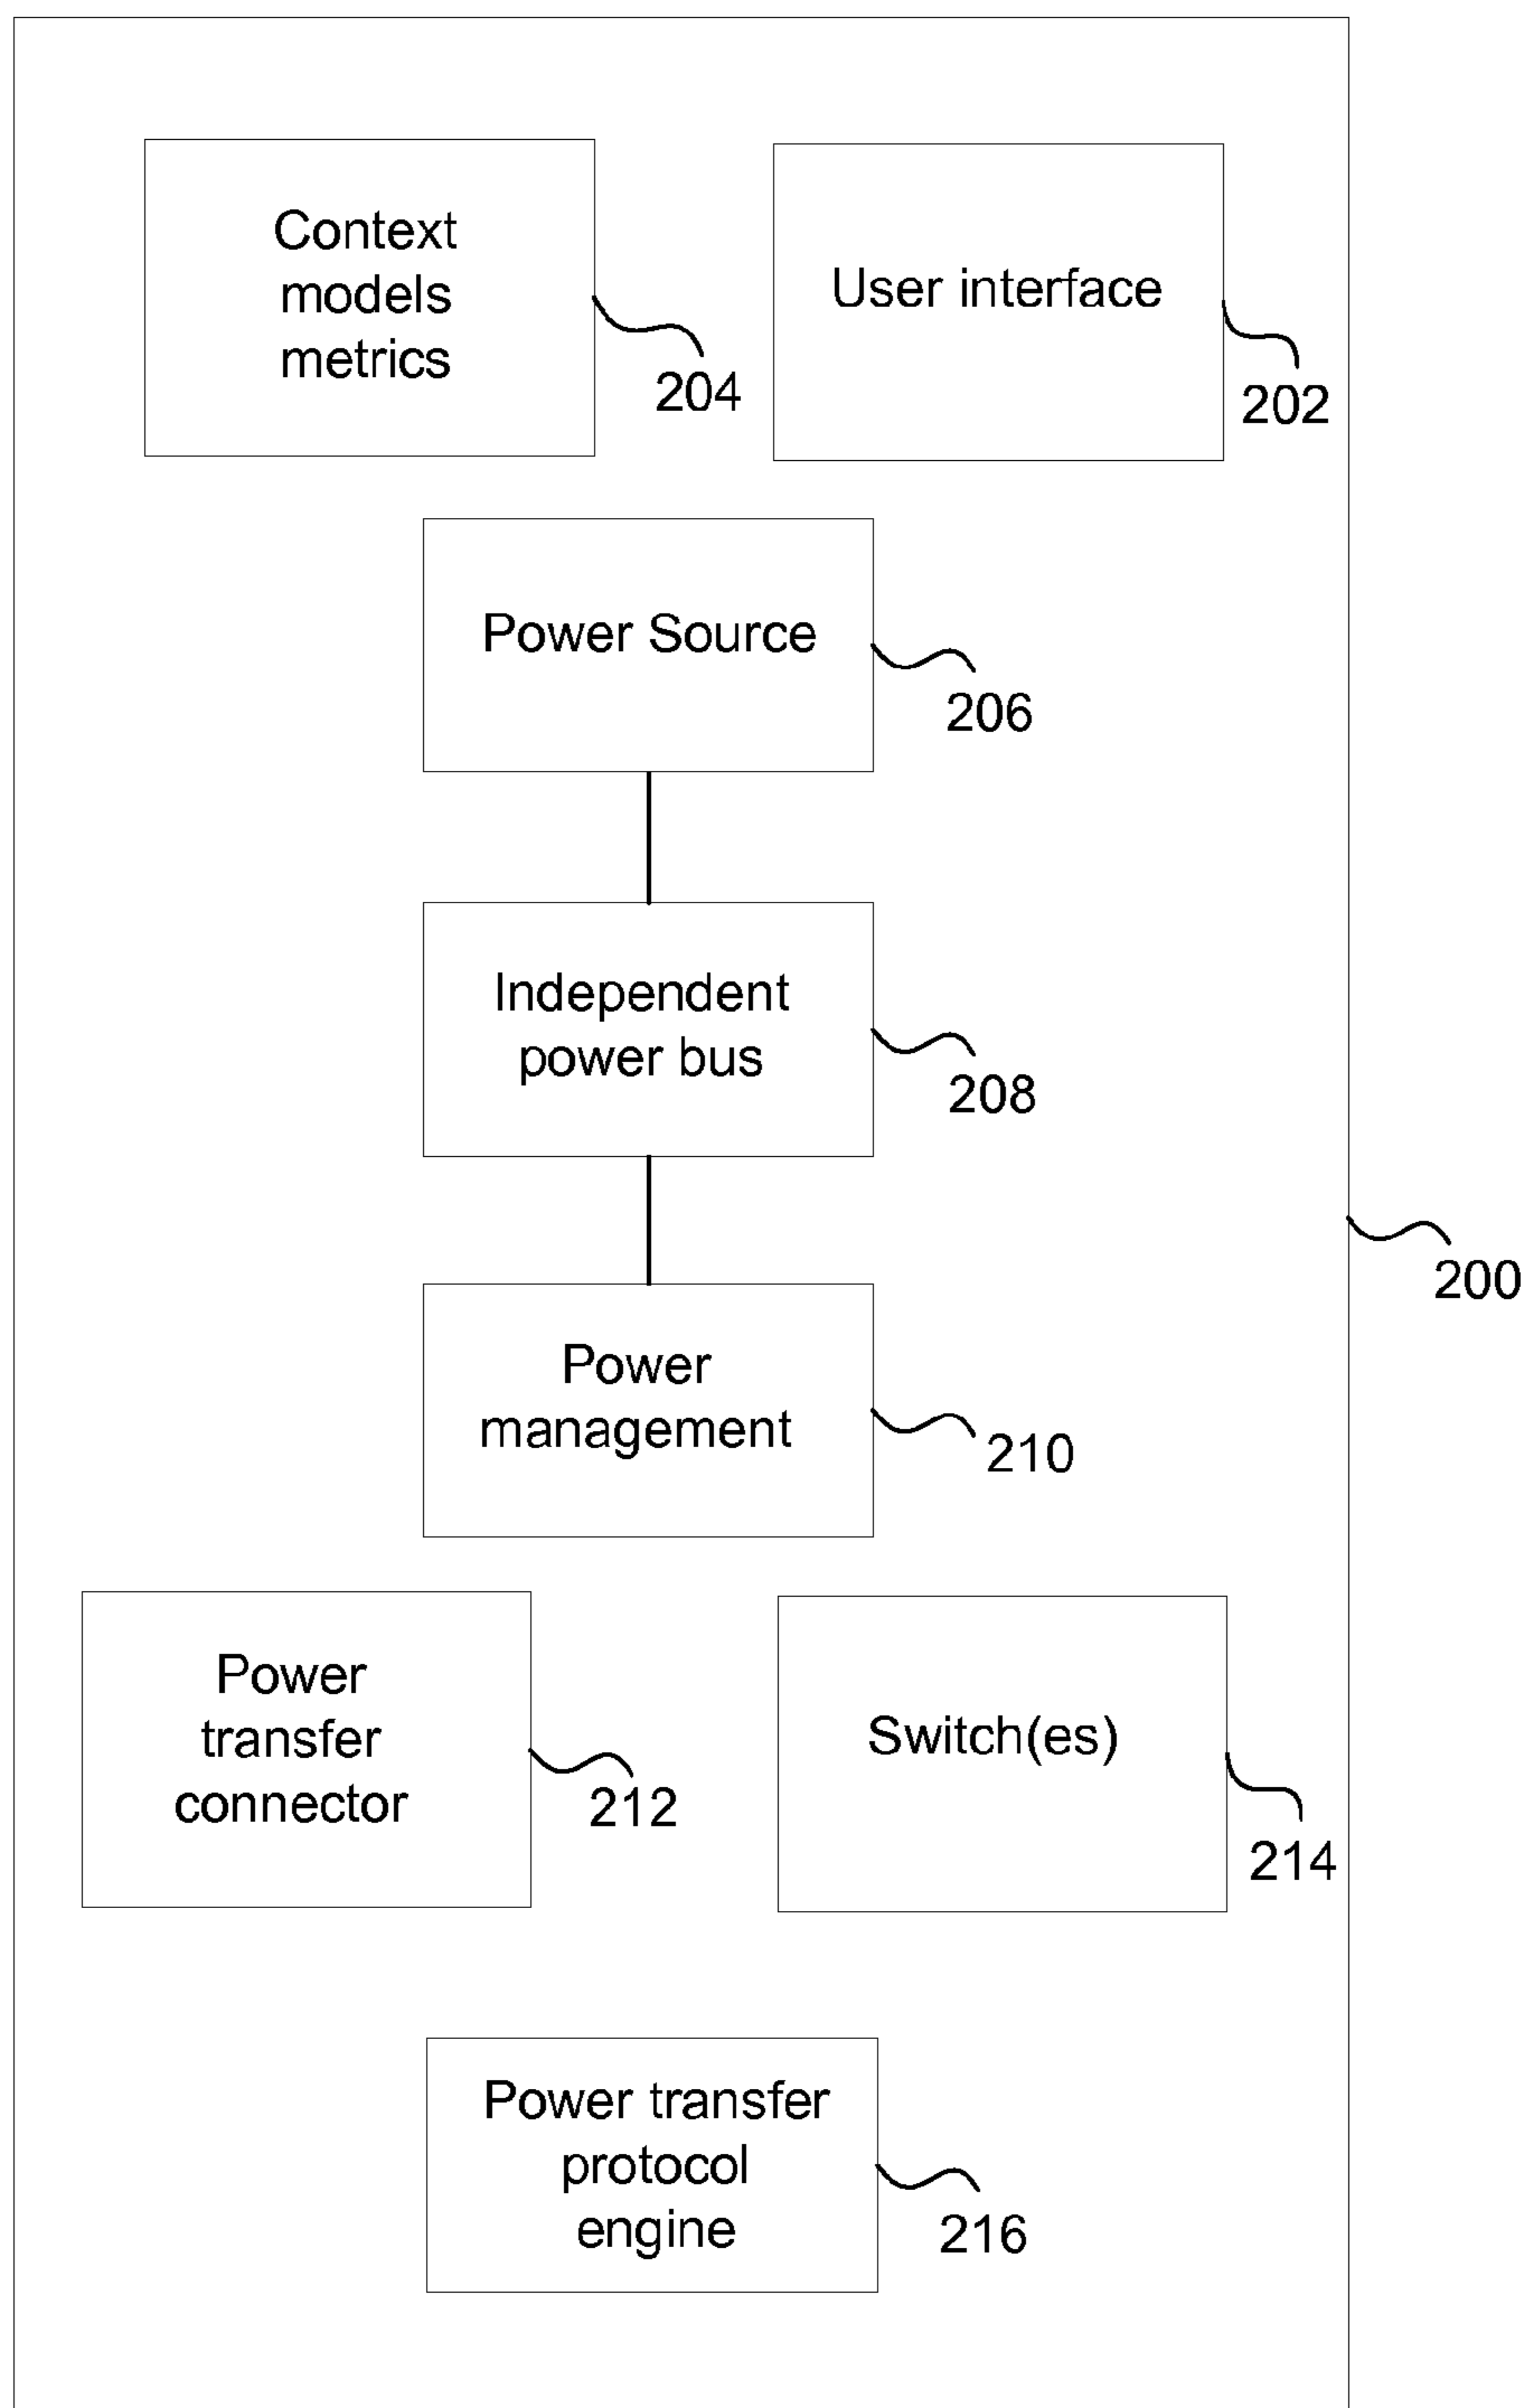 Context
models
metrics
204
User interface
202
Power Source
206
Independent
power bus
208
200
Power
management
210
Power
transfer
connector
212
Switch(es)
214
Power transfer
protocol
engine
216